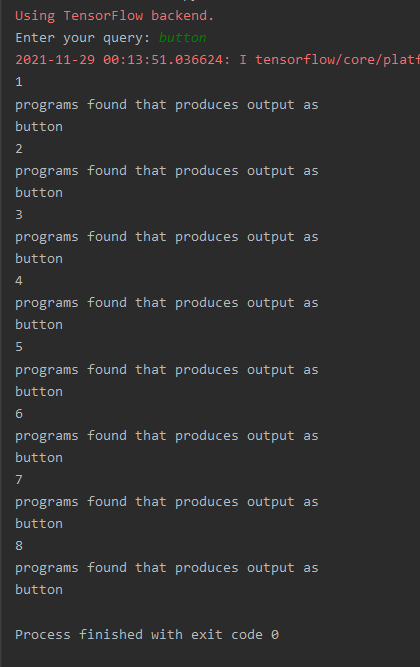 Using TensorFlow backend.
Enter your query: button
2021-11-29 00:13:51.036624: I tensorflow/core/platf
1
programs found that produces output as
button
2
programs found that produces output as
button
3
programs found that produces output as
button
4
programs found that produces output as
button
5
programs found that produces output as
button
6
programs found that produces output as
button
7
programs found that produces output as
button
8
programs found that produces output as
button
Process finished with exit code 0